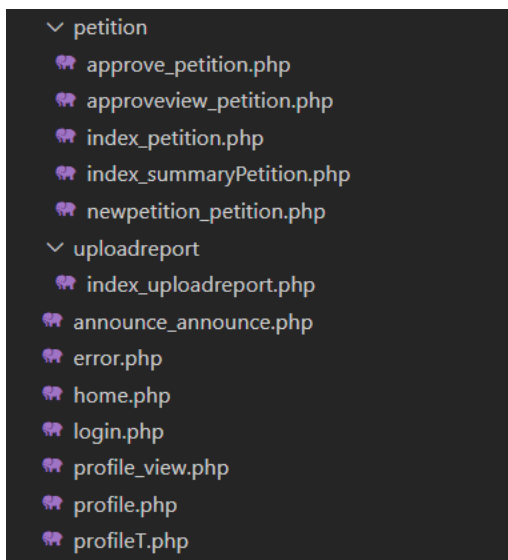 petition
approve_petition.php
approveview_petition.php
index_petition.php
index_summaryPetition.php
newpetition_petition.php
uploadreport
index_uploadreport.php
announce_announce.php
error.php
home.php
login.php
profile_view.php
profile.php
profileT.php